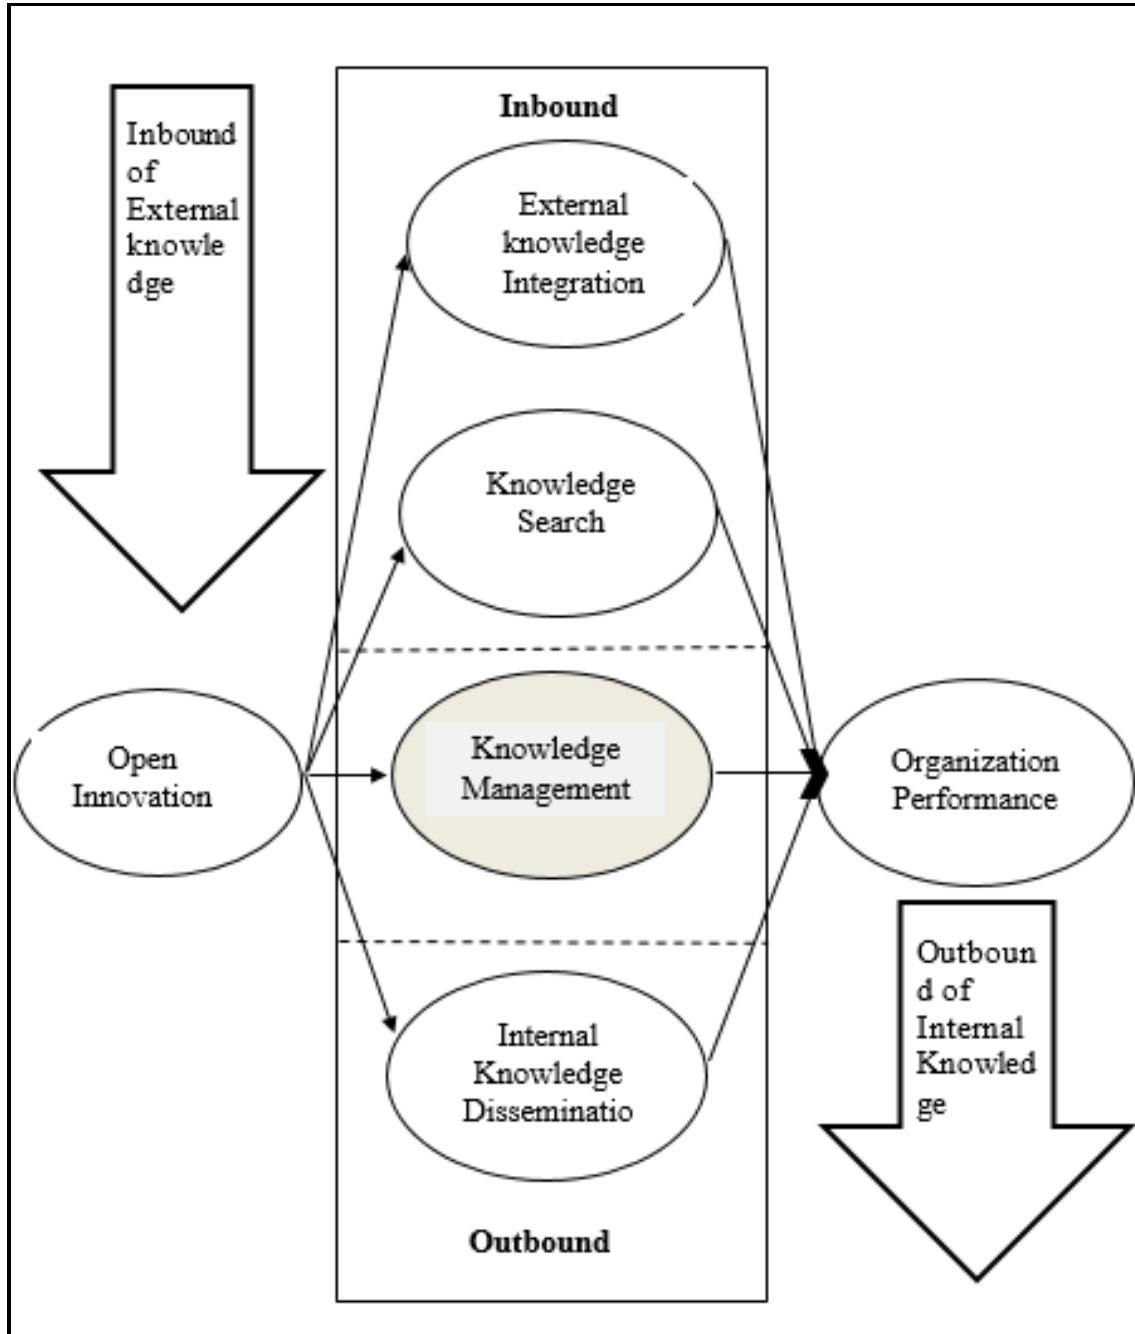 Inbound
of
External
knowle
dge
Inbound
External
knowledge
Integration
Knowledge
Search
Open
Innovation
Knowledge
Management
Organization
Performance
Internal
Knowledge
Disseminatio
Outboun
d of
Internal
Knowled
ge
Outbound